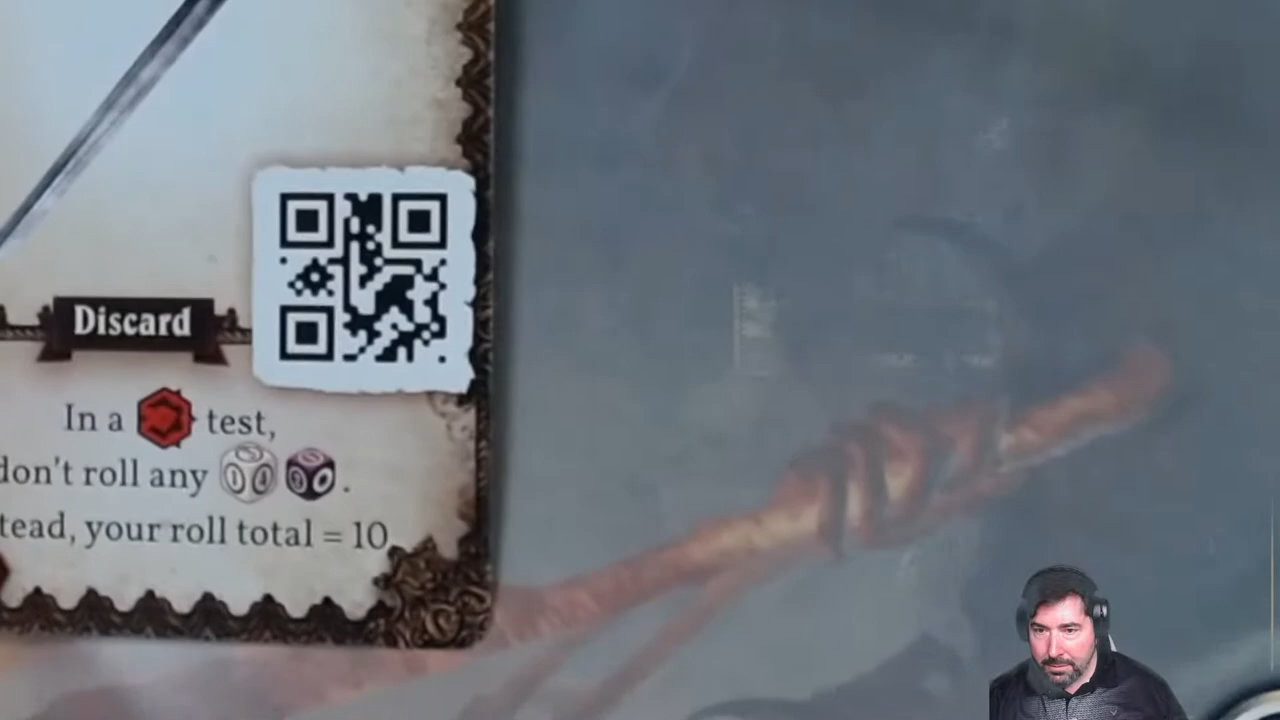 Discard
In a test,
don't roll any .
tead, your roll total = 10